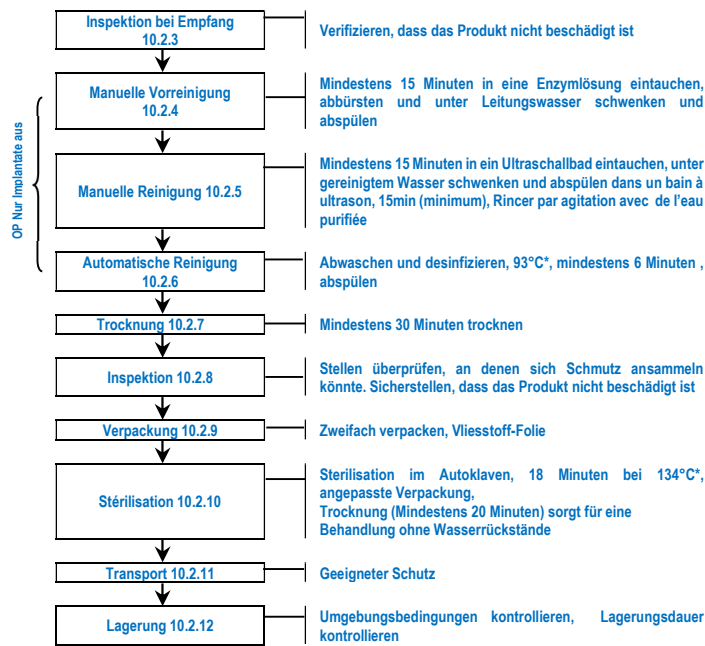 Inspektion bei Empfang
10.2.3
Verifizieren, dass das Produkt nicht beschädigt ist
OP Nur Implantate aus
Manuelle Vorreinigung
10.2.4
Mindestens 15 Minuten in eine Enzymlösung eintauchen,
abbürsten und unter Leitungswasser schwenken und
abspülen
Manuelle Reinigung 10.2.5
Mindestens 15 Minuten in ein Ultraschallbad eintauchen, unter
gereinigtem Wasser schwenken und abspülen dans un bain à
ultrason, 15min (minimum), Rincer par agitation avec de l'eau
purifiée
Automatische Reinigung
10.2.6
Abwaschen und desinfizieren, 93°C*, mindestens 6 Minuten ,
abspülen
Trocknung 10.2.7
Mindestens 30 Minuten trocknen
Inspektion 10.2.8
Stellen überprüfen, an denen sich Schmutz ansammeln
könnte. Sicherstellen, dass das Produkt nicht beschädigt ist
Verpackung 10.2.9
Zweifach verpacken, Vliesstoff-Folie
Stérilisation 10.2.10
Sterilisation im Autoklaven, 18 Minuten bei 134°C*,
angepasste Verpackung,
Trocknung (Mindestens 20 Minuten) sorgt für eine
Behandlung ohne Wasserrückstände
Transport 10.2.11
Geeigneter Schutz
Lagerung 10.2.12
Umgebungsbedingungen kontrollieren, Lagerungsdauer
kontrollieren